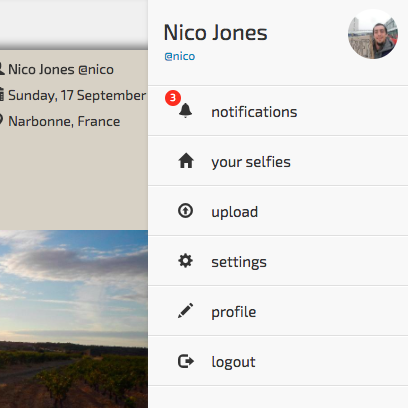 Nico Jones @nico
Sunday, 17 September
Narbonne, France
Nico Jones
@nico
3
notifications
your selfies
upload
settings
profile
logout